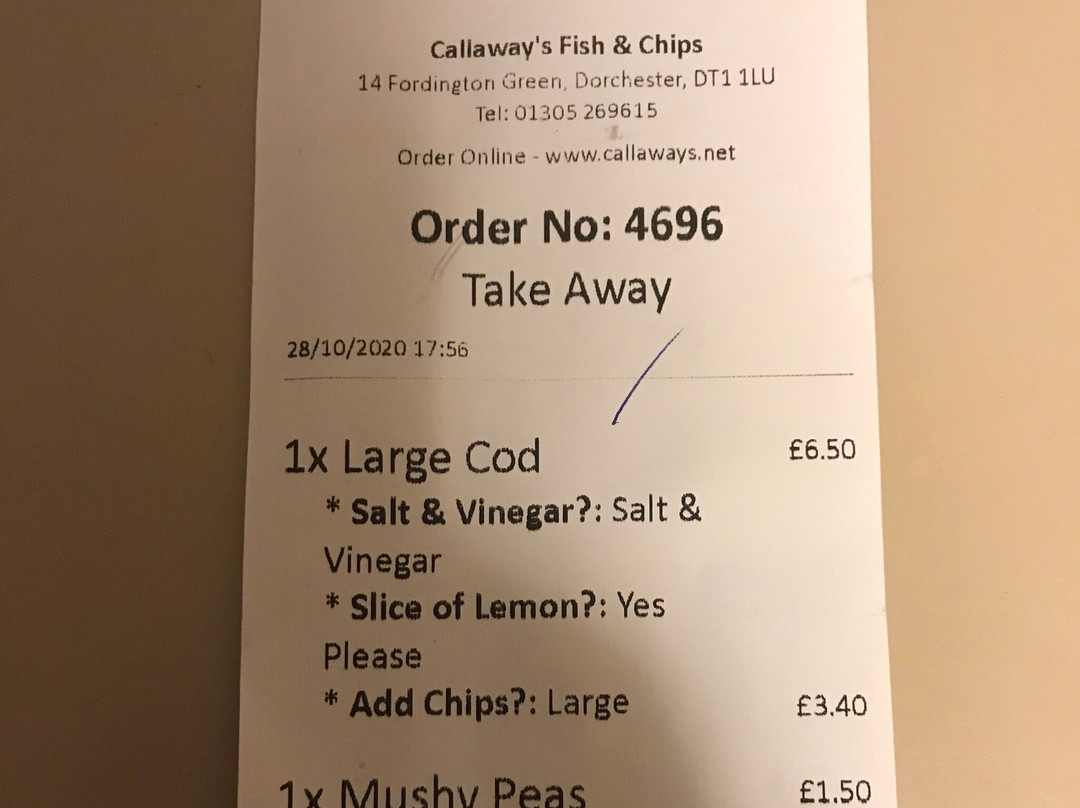 Callaway's Fish & Chips
14 Fordington Green, Dorchester, DT1 1LU
Tel: 01305 269615
Order Online - www.callaways.net
Order No: 4696
Take Away
28/10/2020 17:56
1x Large Cod £6.50
* Salt & Vinegar?: Salt &
Vinegar
* Slice of Lemon?: Yes
Please
* Add Chips?: Large £3.40
1x Mushy Peas £1.50